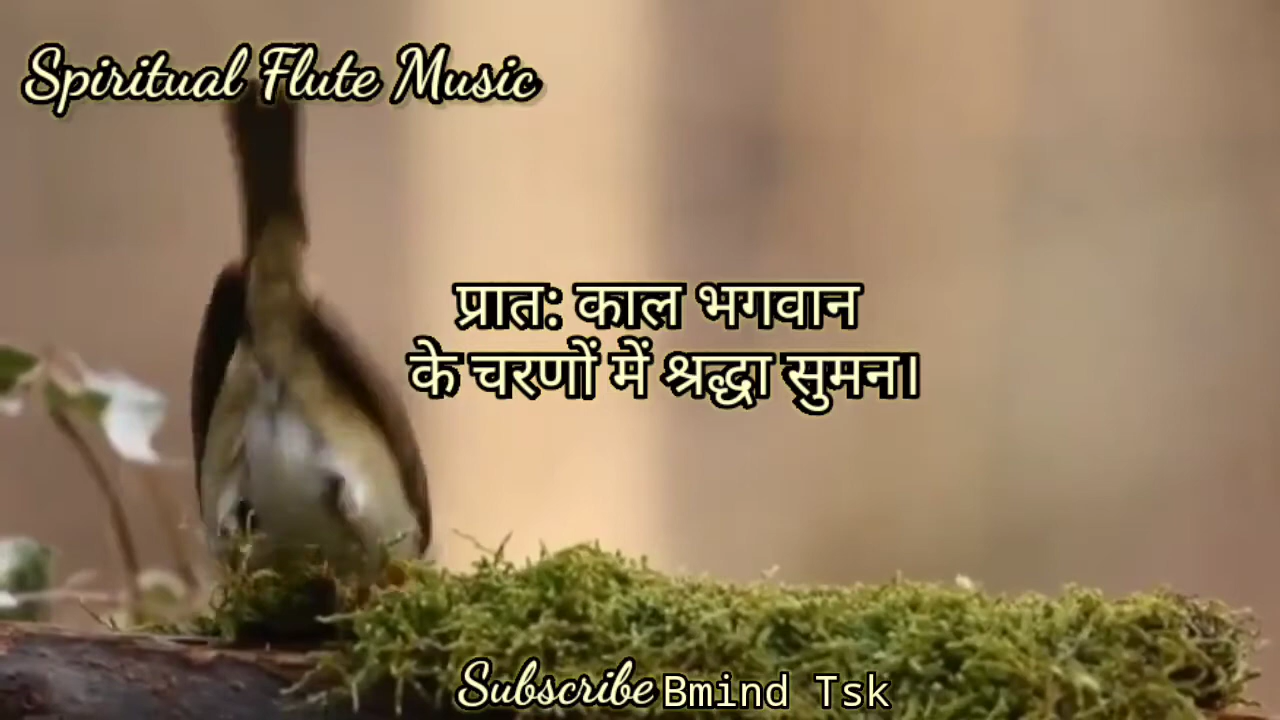 Spiritual Flute Music
प्रात: काल भगवान
के चरणों में श्रद्धा सुमन।
Subscribe Bmind Tsk